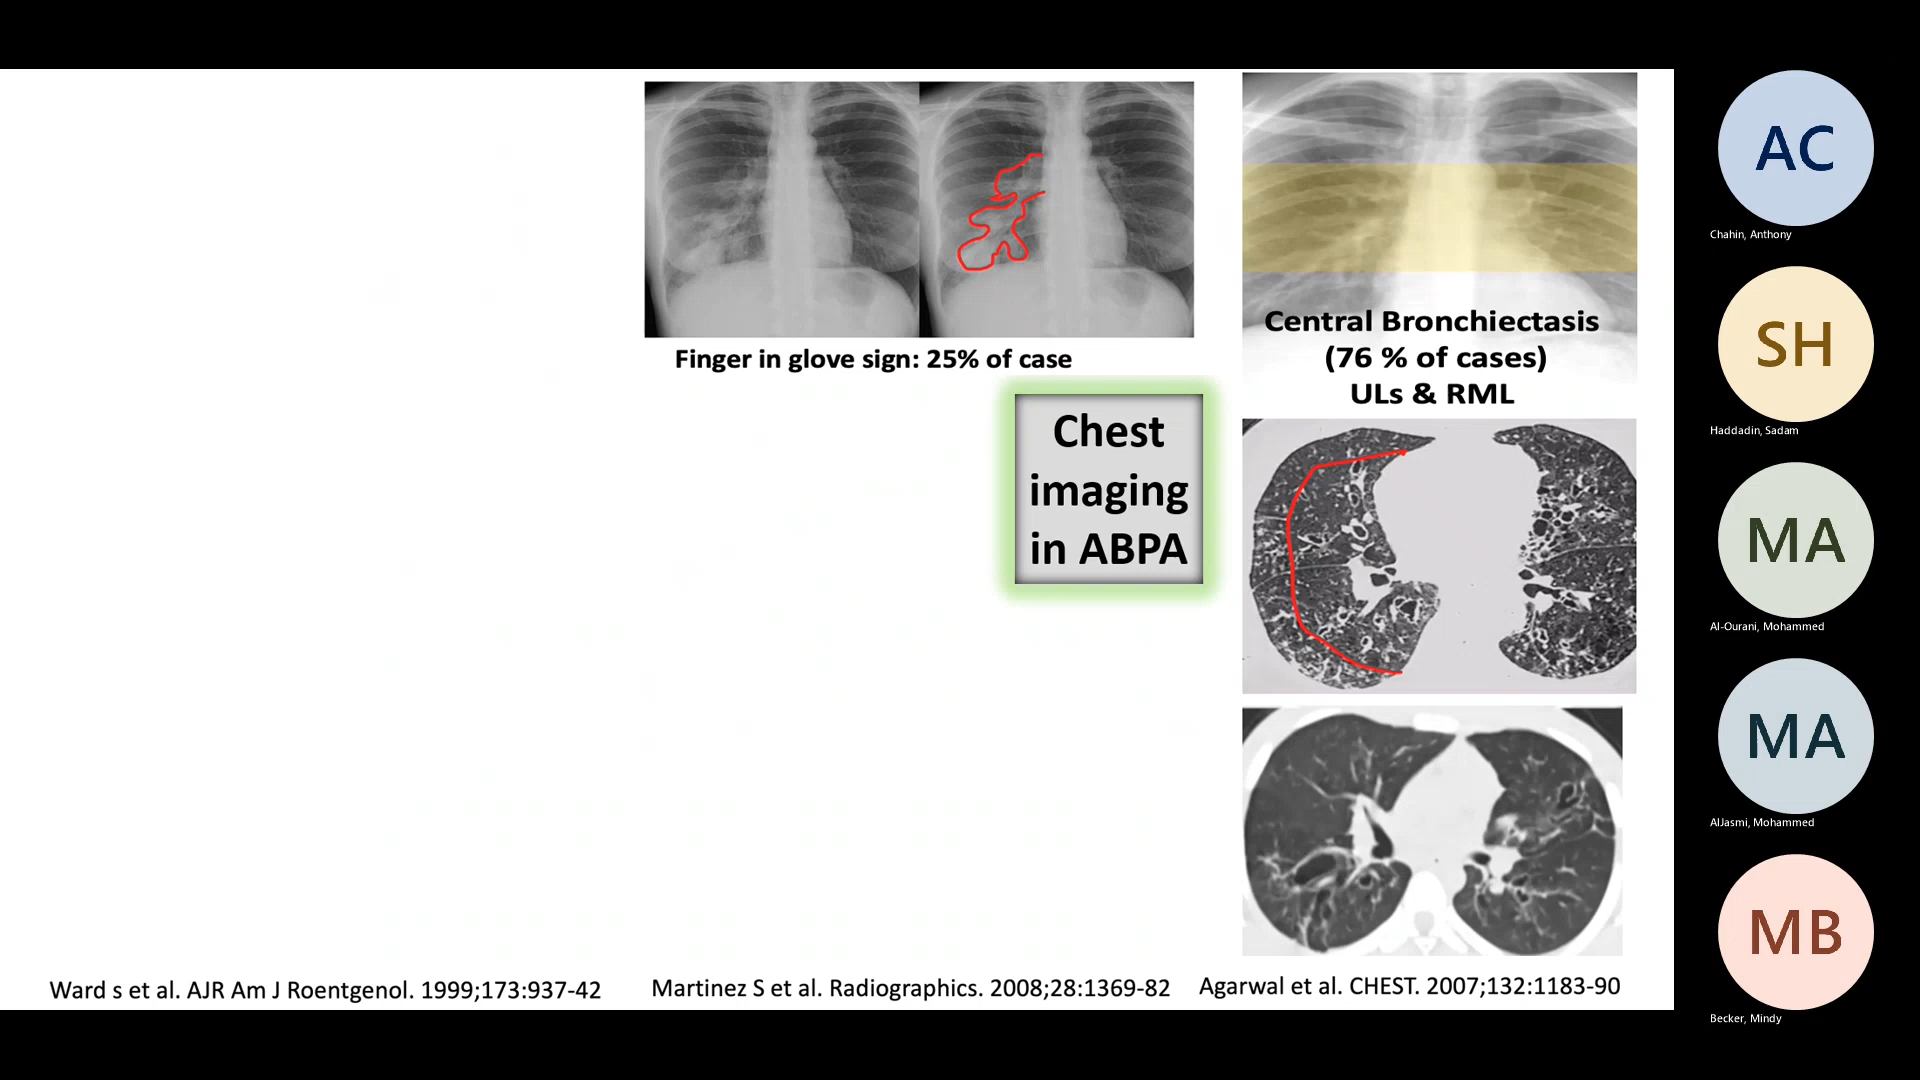 Finger in glove sign: 25% of case
Central Bronchiectasis
(76 % of cases)
ULs & RML
Chest
imaging
in ABPA
Ward s et al. AJR Am J Roentgenol. 1999;173:937-42
Martinez S et al. Radiographics. 2008;28:1369-82
Agarwal et al. CHEST. 2007;132:1183-90
AC
Chahin, Anthony
SH
Haddadin, Sadam
MA
Al-Ourani, Mohammed
MA
AlJasmi, Mohammed
MB
Becker, Mindy